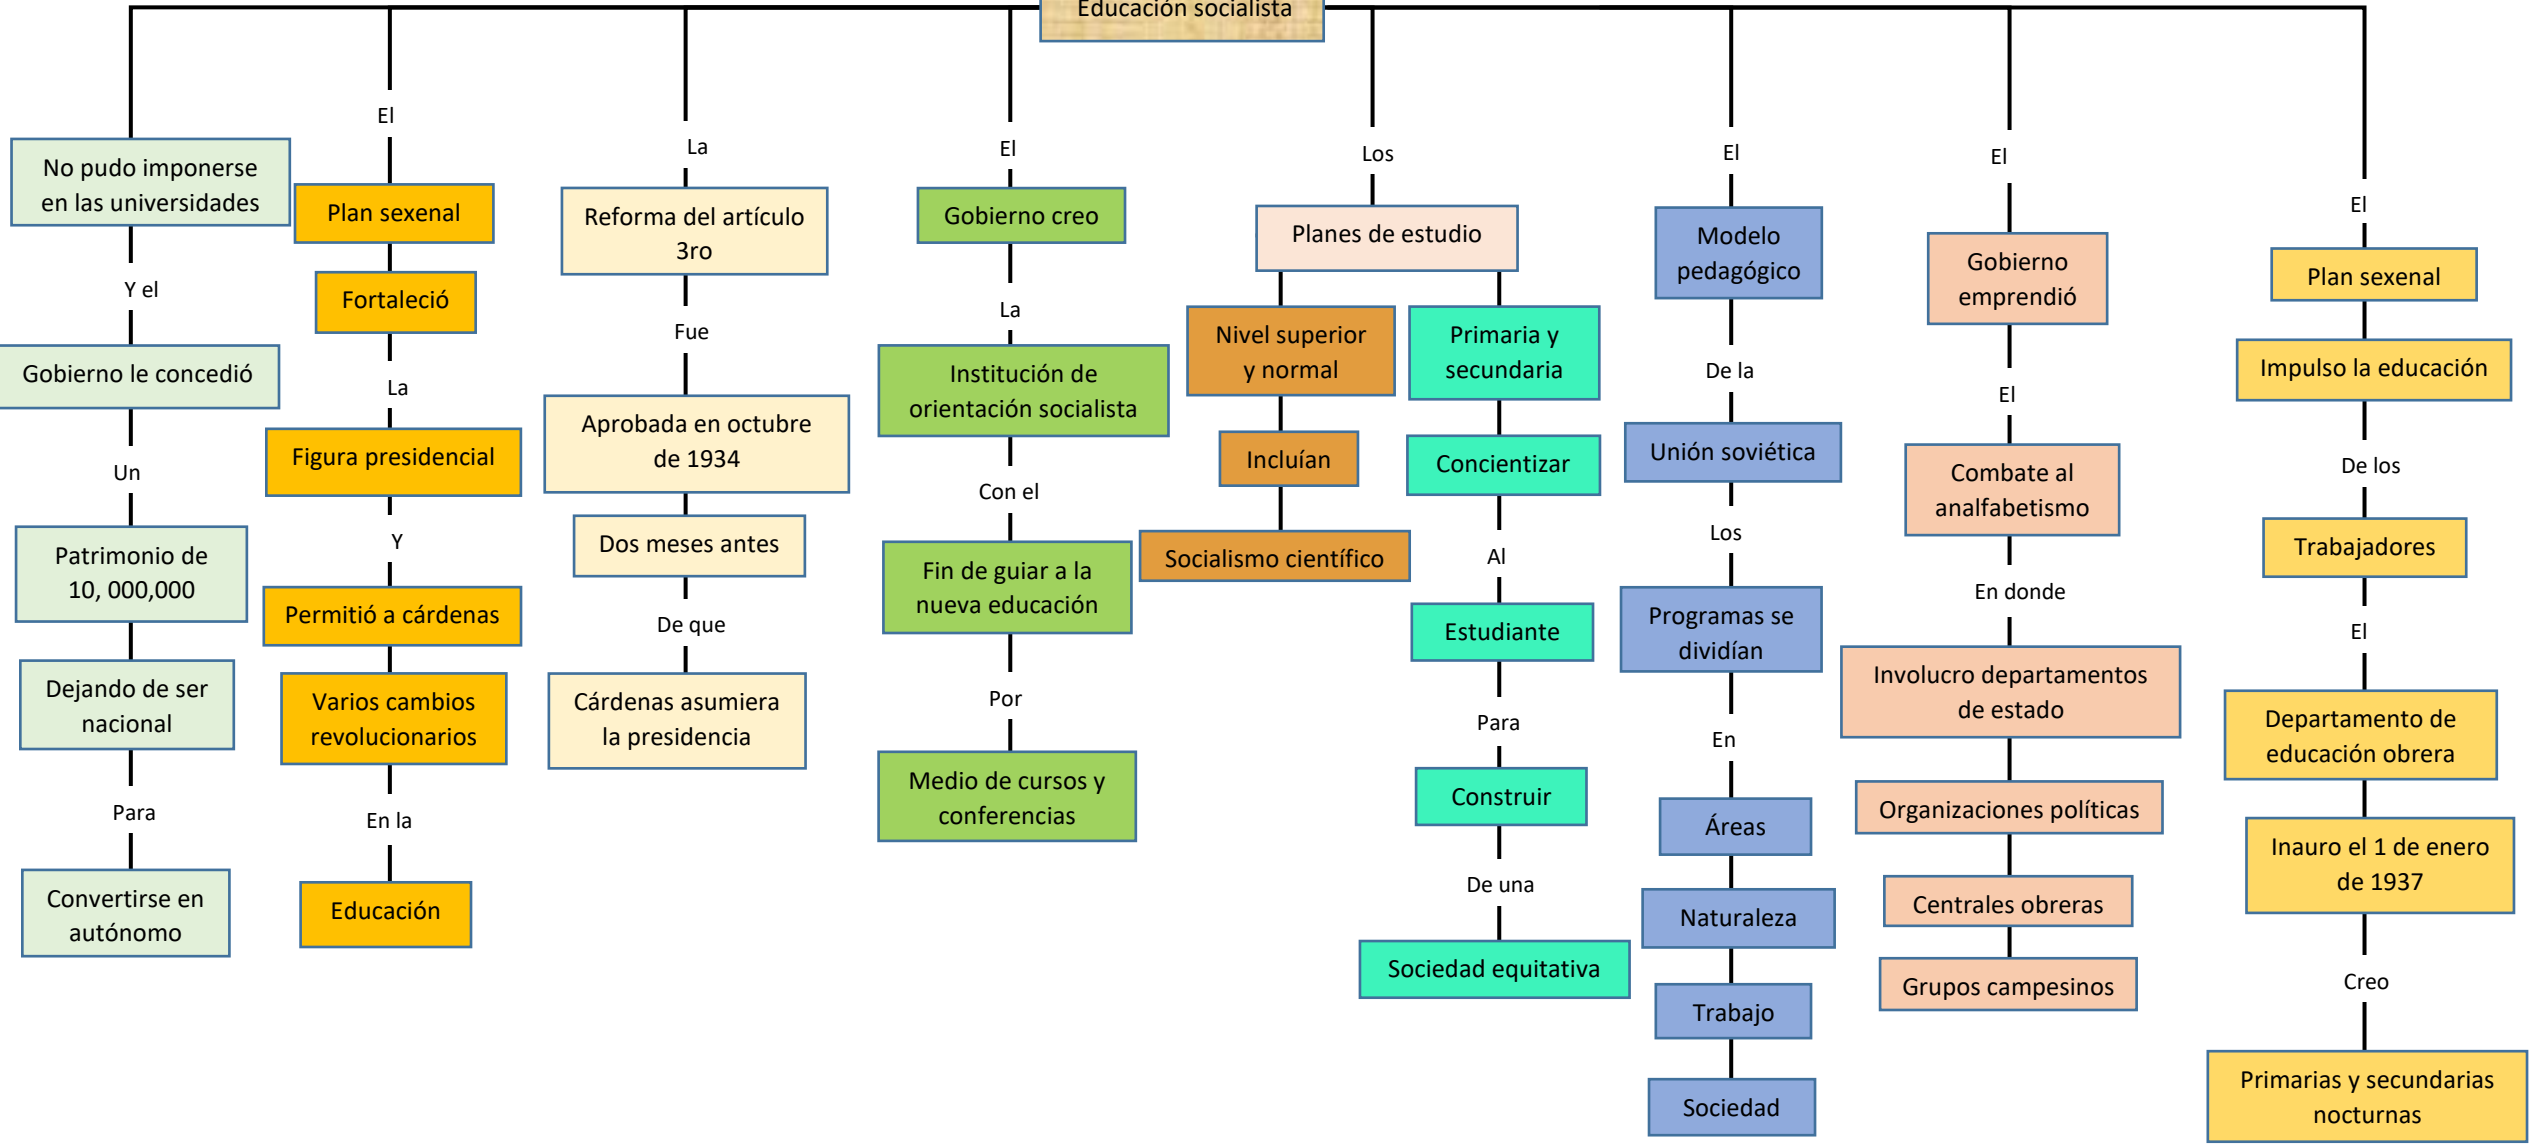 Educación socialista
No pudo imponerse
en las universidades
Y el
Gobierno le concedió
Un
Patrimonio de
10, 000,000
Dejando de ser
nacional
Para
Convertirse en
autónomo
El
Plan sexenal
Fortaleció
La
Figura presidencial
Y
Permitió a cárdenas
Varios cambios
revolucionarios
En la
Educación
La
Reforma del artículo
3ro
Fue
Aprobada en octubre
de 1934
Dos meses antes
De que
Cárdenas asumiera
la presidencia
El
Gobierno creo
La
Institución de
orientación socialista
Con el
Fin de guiar a la
nueva educación
Por
Medio de cursos y
conferencias
Los
Planes de estudio
Nivel superior
y normal
Incluían
Socialismo científico
Primaria y
secundaria
Concientizar
Al
Estudiante
Para
Construir
De una
Sociedad equitativa
El
Modelo
pedagógico
De la
Unión soviética
Los
Programas se
dividían
En
Áreas
Naturaleza
Trabajo
Sociedad
El
Gobierno
emprendió
El
Combate al
analfabetismo
En donde
Involucro departamentos
de estado
Organizaciones políticas
Centrales obreras
Grupos campesinos
El
Plan sexenal
Impulso la educación
De los
Trabajadores
El
Departamento de
educación obrera
Inauro el 1 de enero
de 1937
Creo
Primarias y secundarias
nocturnas